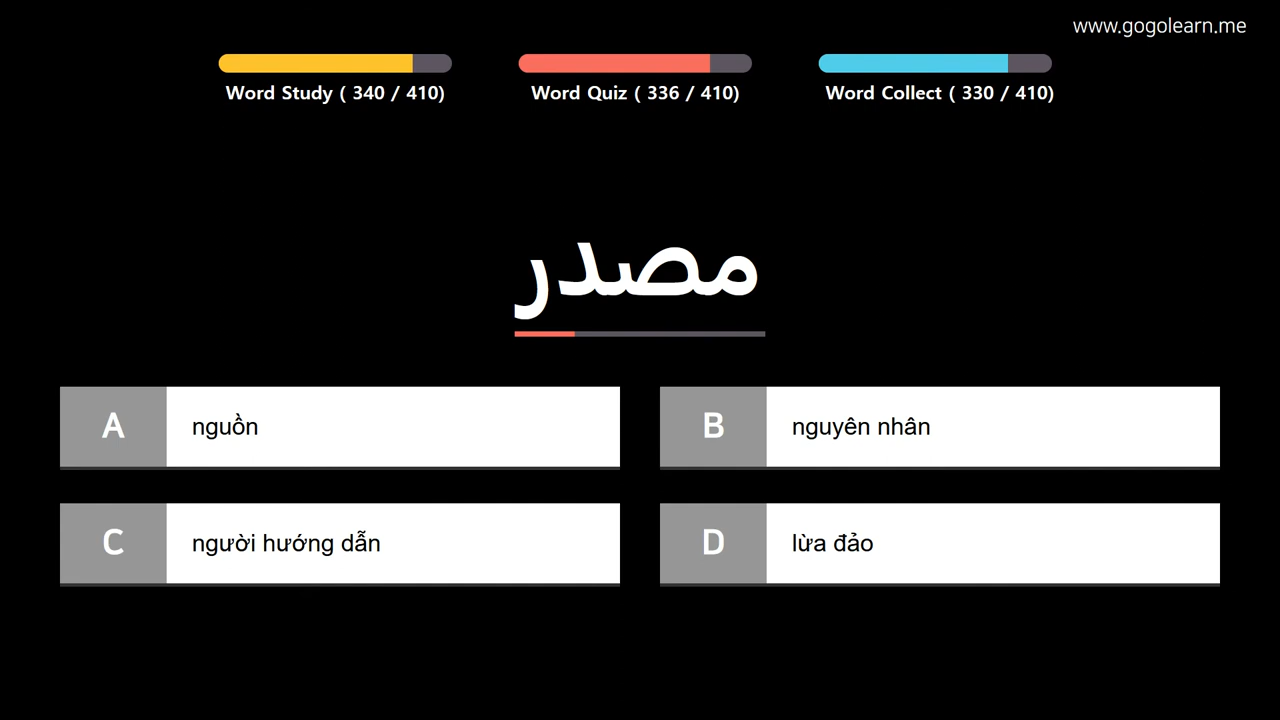 www.gogolearn.me
Word Study ( 340 / 410)
Word Quiz ( 336 / 410)
Word Collect ( 330 / 410)
مصدر
A
nguồn
B
nguyên nhân
C
người hướng dẫn
D
lừa đảo